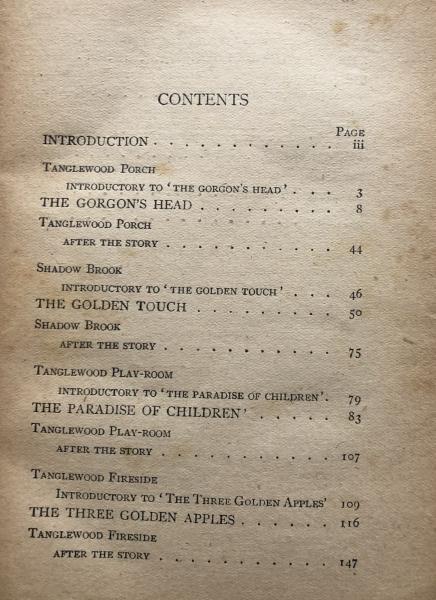 CONTENTS
PAGE
INTRODUCTION . . . . . . . . . . . . iii
TANGLEWOOD PORCH
INTRODUCTORY TO ‘THE GORGON'S HEAD’ . . . 3
THE GORGON'S HEAD . . . . . . . . . 8
TANGLEWOOD PORCH
AFTER THE STORY . . . . . . . . . . . 44
SHADOW BROOK
INTRODUCTORY TO ‘THE GOLDEN TOUCH’ . . . 46
THE GOLDEN TOUCH . . . . . . . . . 50
SHADOW BROOK
AFTER THE STORY . . . . . . . . . . . 75
TANGLEWOOD PLAY-ROOM
INTRODUCTORY TO ‘THE PARADISE OF CHILDREN’. 79
THE PARADISE OF CHILDREN’ . . . . . 83
TANGLEWOOD PLAY-ROOM
AFTER THE STORY . . . . . . . . . . . 107
TANGLEWOOD FIRESIDE
INTRODUCTORY TO ‘THE THREE GOLDEN APPLES’ 109
THE THREE GOLDEN APPLES . . . . . . 116
TANGLEWOOD FIRESIDE
AFTER THE STORY . . . . . . . . . . . 147